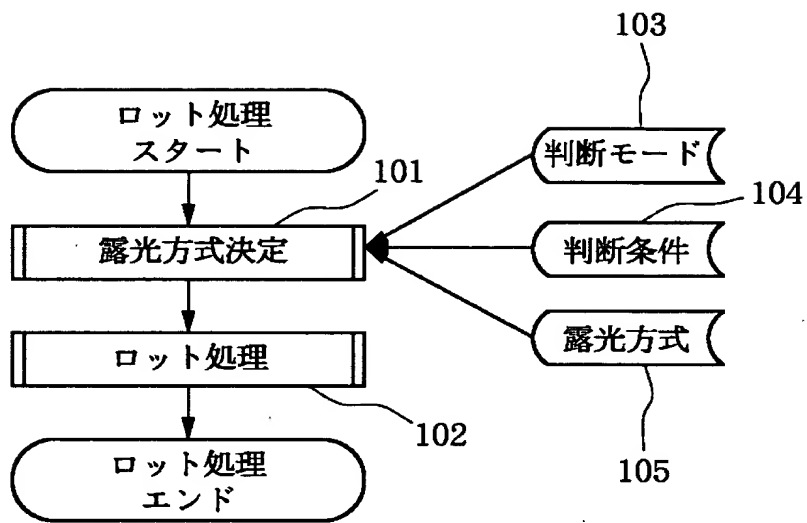 103
ロット処理
スタート
判断モード
101
104
露光方式決定
判断条件
ロット処理
露光方式
102
105
ロット処理
エンド